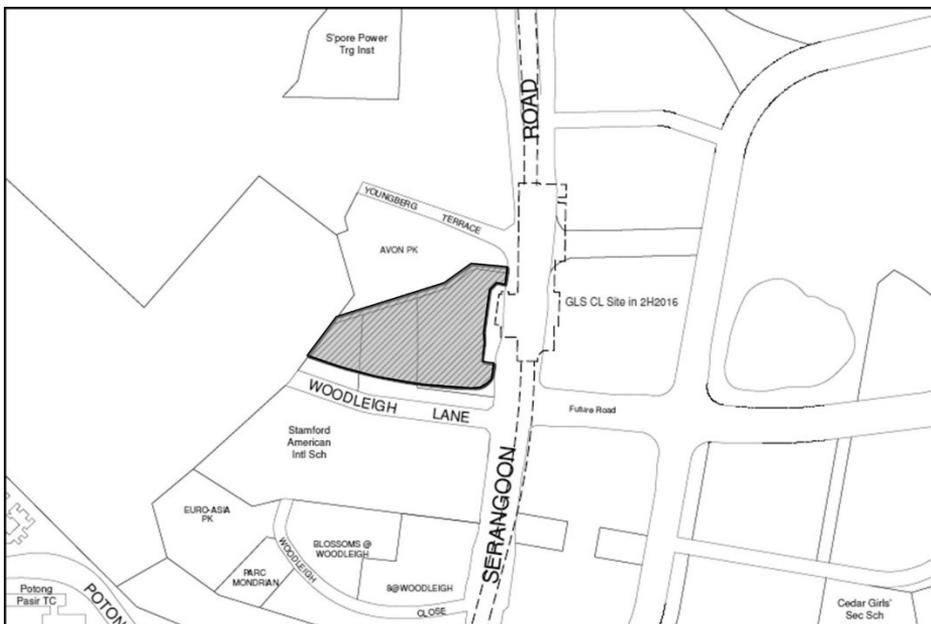 S'pore Power
Trg Inst
ROAD
YOUNGBERG TERRACE
AVON PK
GLS CL Site in 2H2016
WOODLEIGH LANE
Future Road
Stamford
American
Intl Sch
SERANGOON
EURO-ASIA
PK
WOODLEIGH CLOSE
BLOSSOMS @
WOODLEIGH
PARC
MONDRIAN
8@WOODLEIGH
Potong
Pasir TC
POTON
Cedar Girls'
Sec Sch